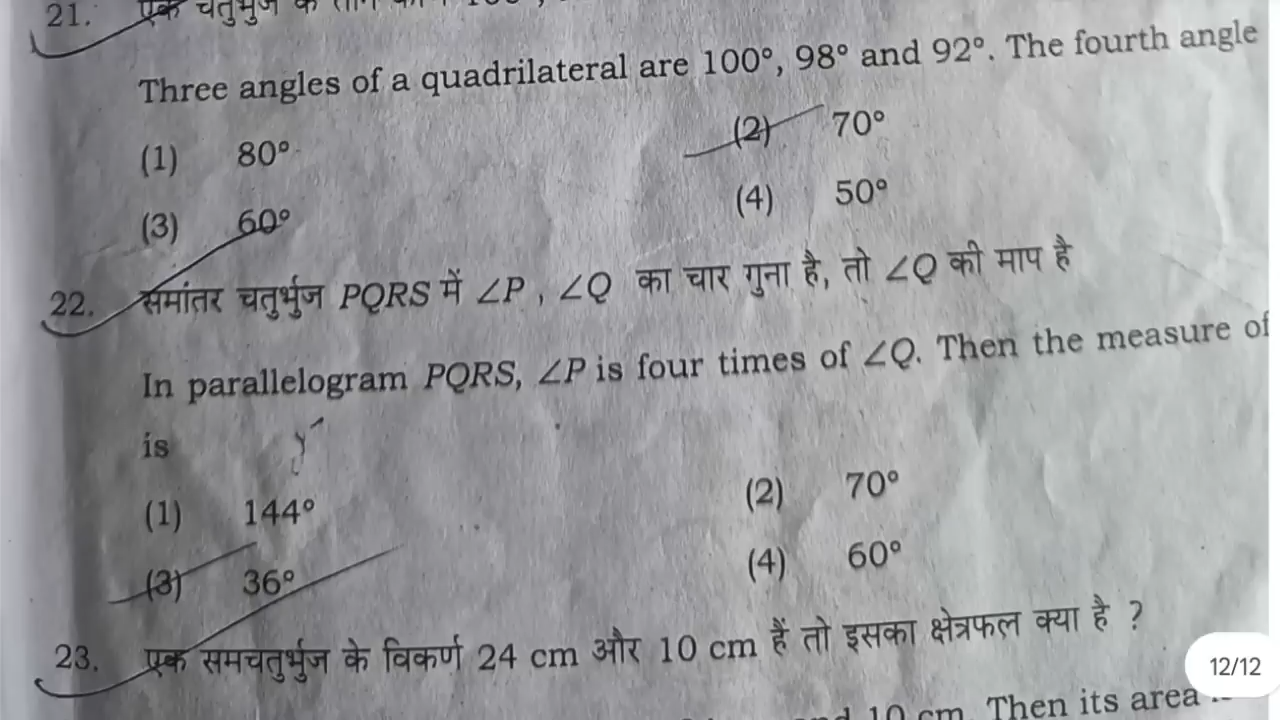 21. एक चतुर्भुज के तीन
Three angles of a quadrilateral are 100°, 98° and 92°. The fourth angle
(1) 80° (2) 70°
(3) 60° (4) 50°
22. समांतर चतुर्भुज PQRS में ∠P , ∠Q का चार गुना है, तो ∠Q की माप है
In parallelogram PQRS, ∠P is four times of ∠Q. Then the measure of
is
(1) 144° (2) 70°
(3) 36° (4) 60°
23. एक समचतुर्भुज के विकर्ण 24 cm और 10 cm हैं तो इसका क्षेत्रफल क्या है ?
12/12
10 cm. Then its area